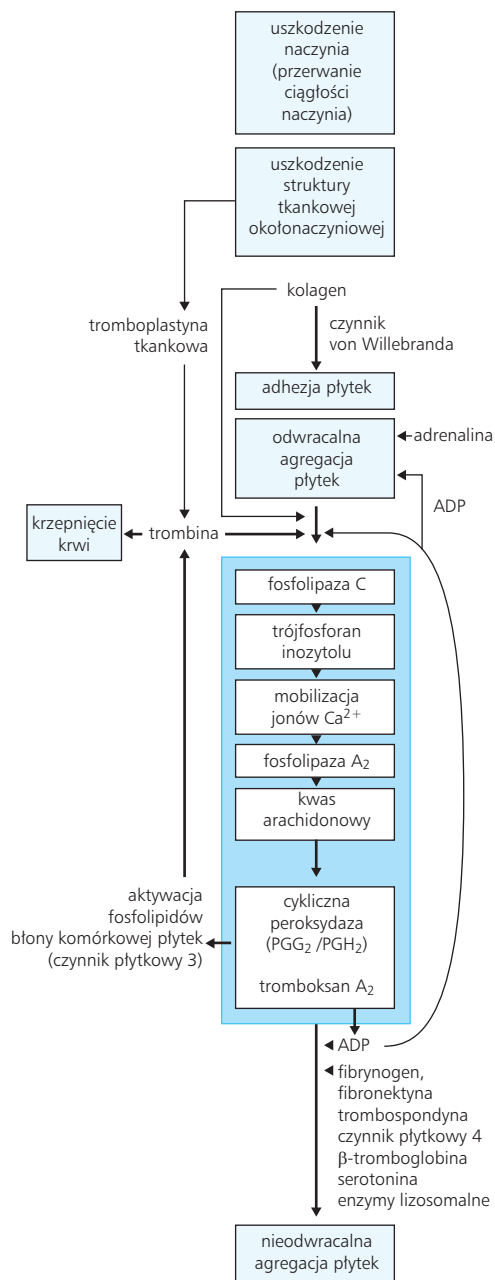 uszkodzenie
naczynia
(przerwanie
ciągłości
naczynia)
uszkodzenie
struktury
tkankowej
okołonaczyniowej
kolagen
tromboplastyna
tkankowa
czynnik
von Willebranda
adhezja płytek
odwracalna
agregacja
płytek
adrenalina
ADP
krzepnięcie
krwi
trombina
fosfolipaza C
trójfosforan
inozytolu
mobilizacja
jonów Ca²⁺
fosfolipaza A₂
kwas
arachidonowy
aktywacja
fosfolipidów
błony komórkowej płytek
(czynnik płytkowy 3)
cykliczna
peroksydaza
(PGG₂ /PGH₂)
tromboksan A₂
ADP
fibrynogen,
fibronektyna
trombospondyna
czynnik płytkowy 4
β-tromboglobina
serotonina
enzymy lizosomalne
nieodwracalna
agregacja płytek